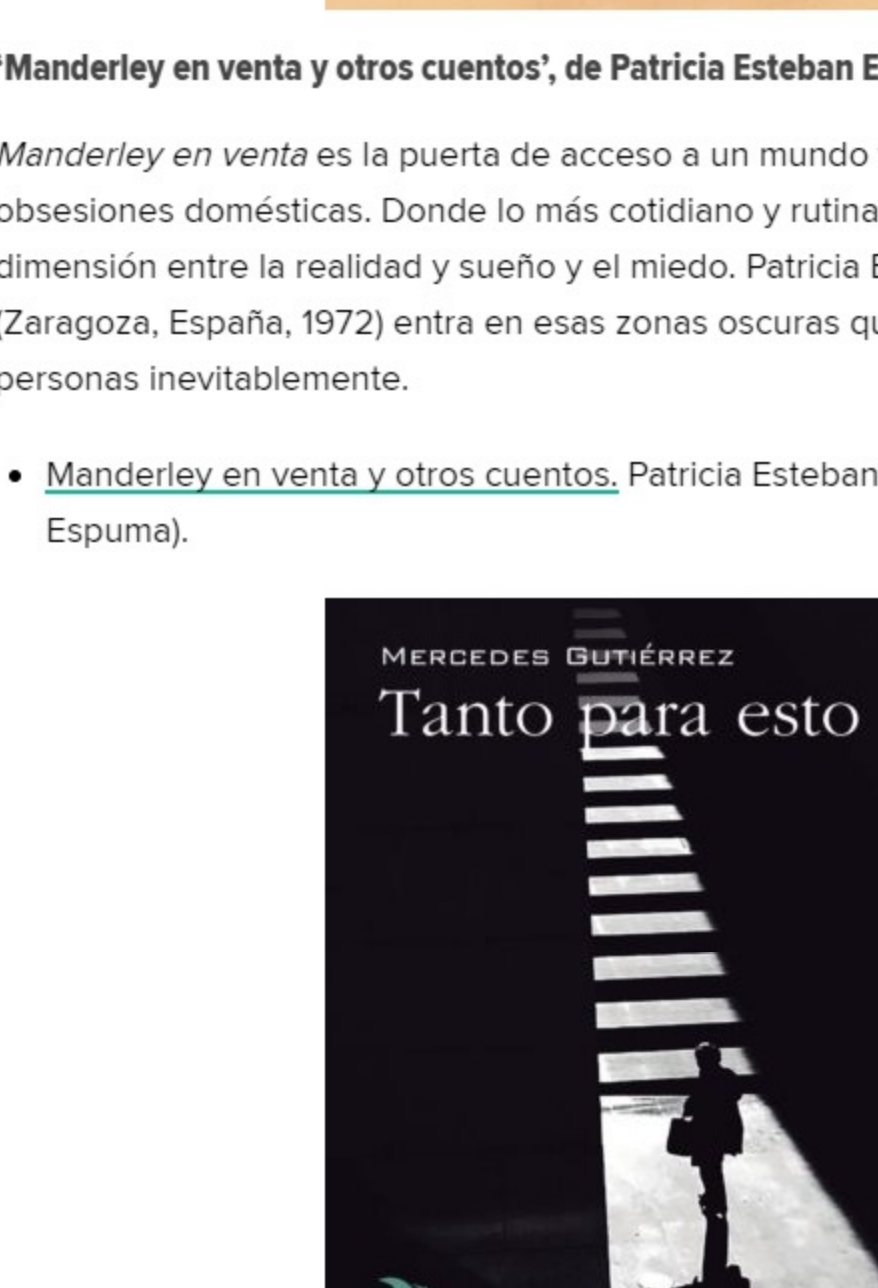 ‘Manderley en venta y otros cuentos’, de Patricia Esteban E
Manderley en venta es la puerta de acceso a un mundo
obsesiones domésticas. Donde lo más cotidiano y rutina
dimensión entre la realidad y sueño y el miedo. Patricia E
(Zaragoza, España, 1972) entra en esas zonas oscuras qu
personas inevitablemente.
• Manderley en venta y otros cuentos. Patricia Esteban
Espuma).
MERCEDES GUTIÉRREZ
Tanto para esto